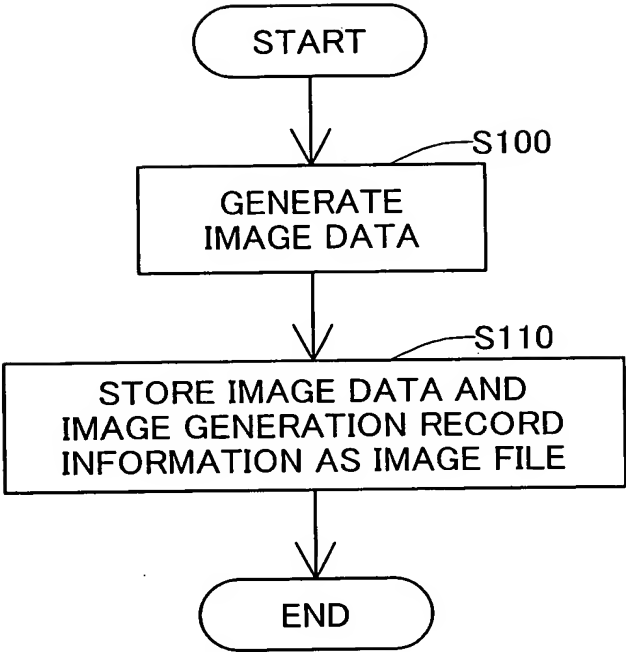 START
S100
GENERATE
IMAGE DATA
S110
STORE IMAGE DATA AND
IMAGE GENERATION RECORD
INFORMATION AS IMAGE FILE
END